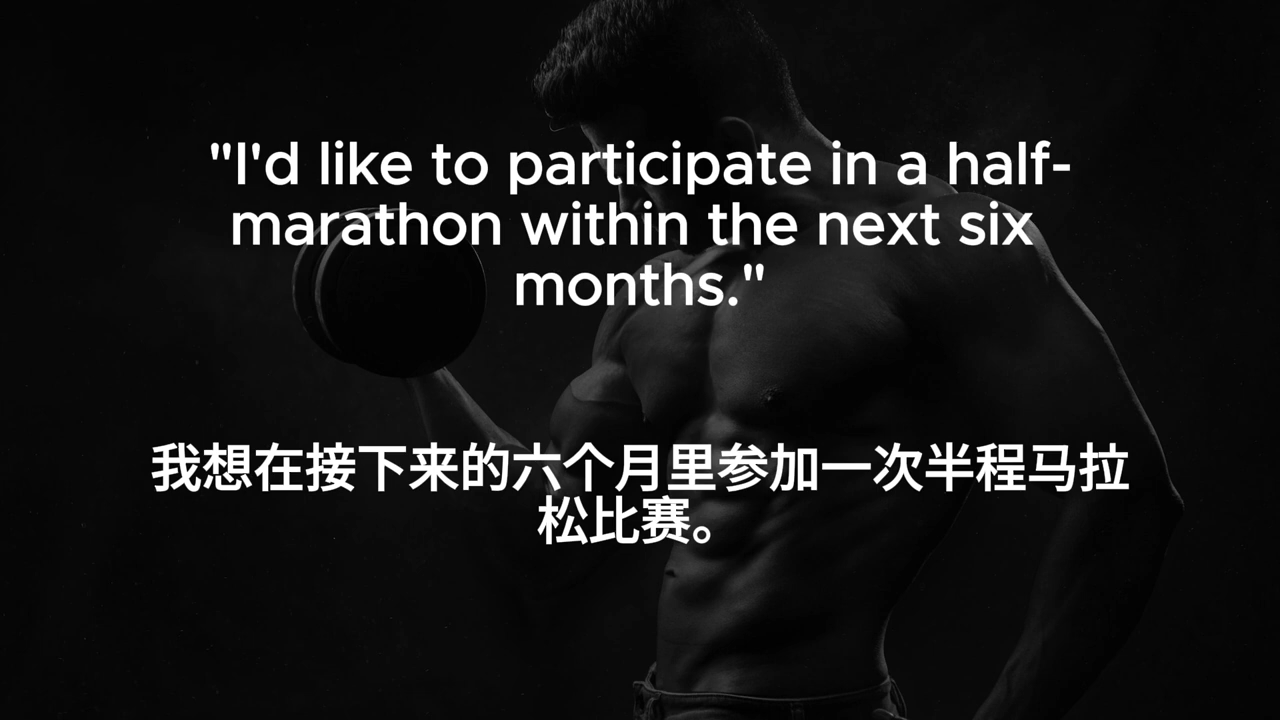 "I'd like to participate in a half-
marathon within the next six
months."
我想在接下来的六个月里参加一次半程马拉
松比赛。